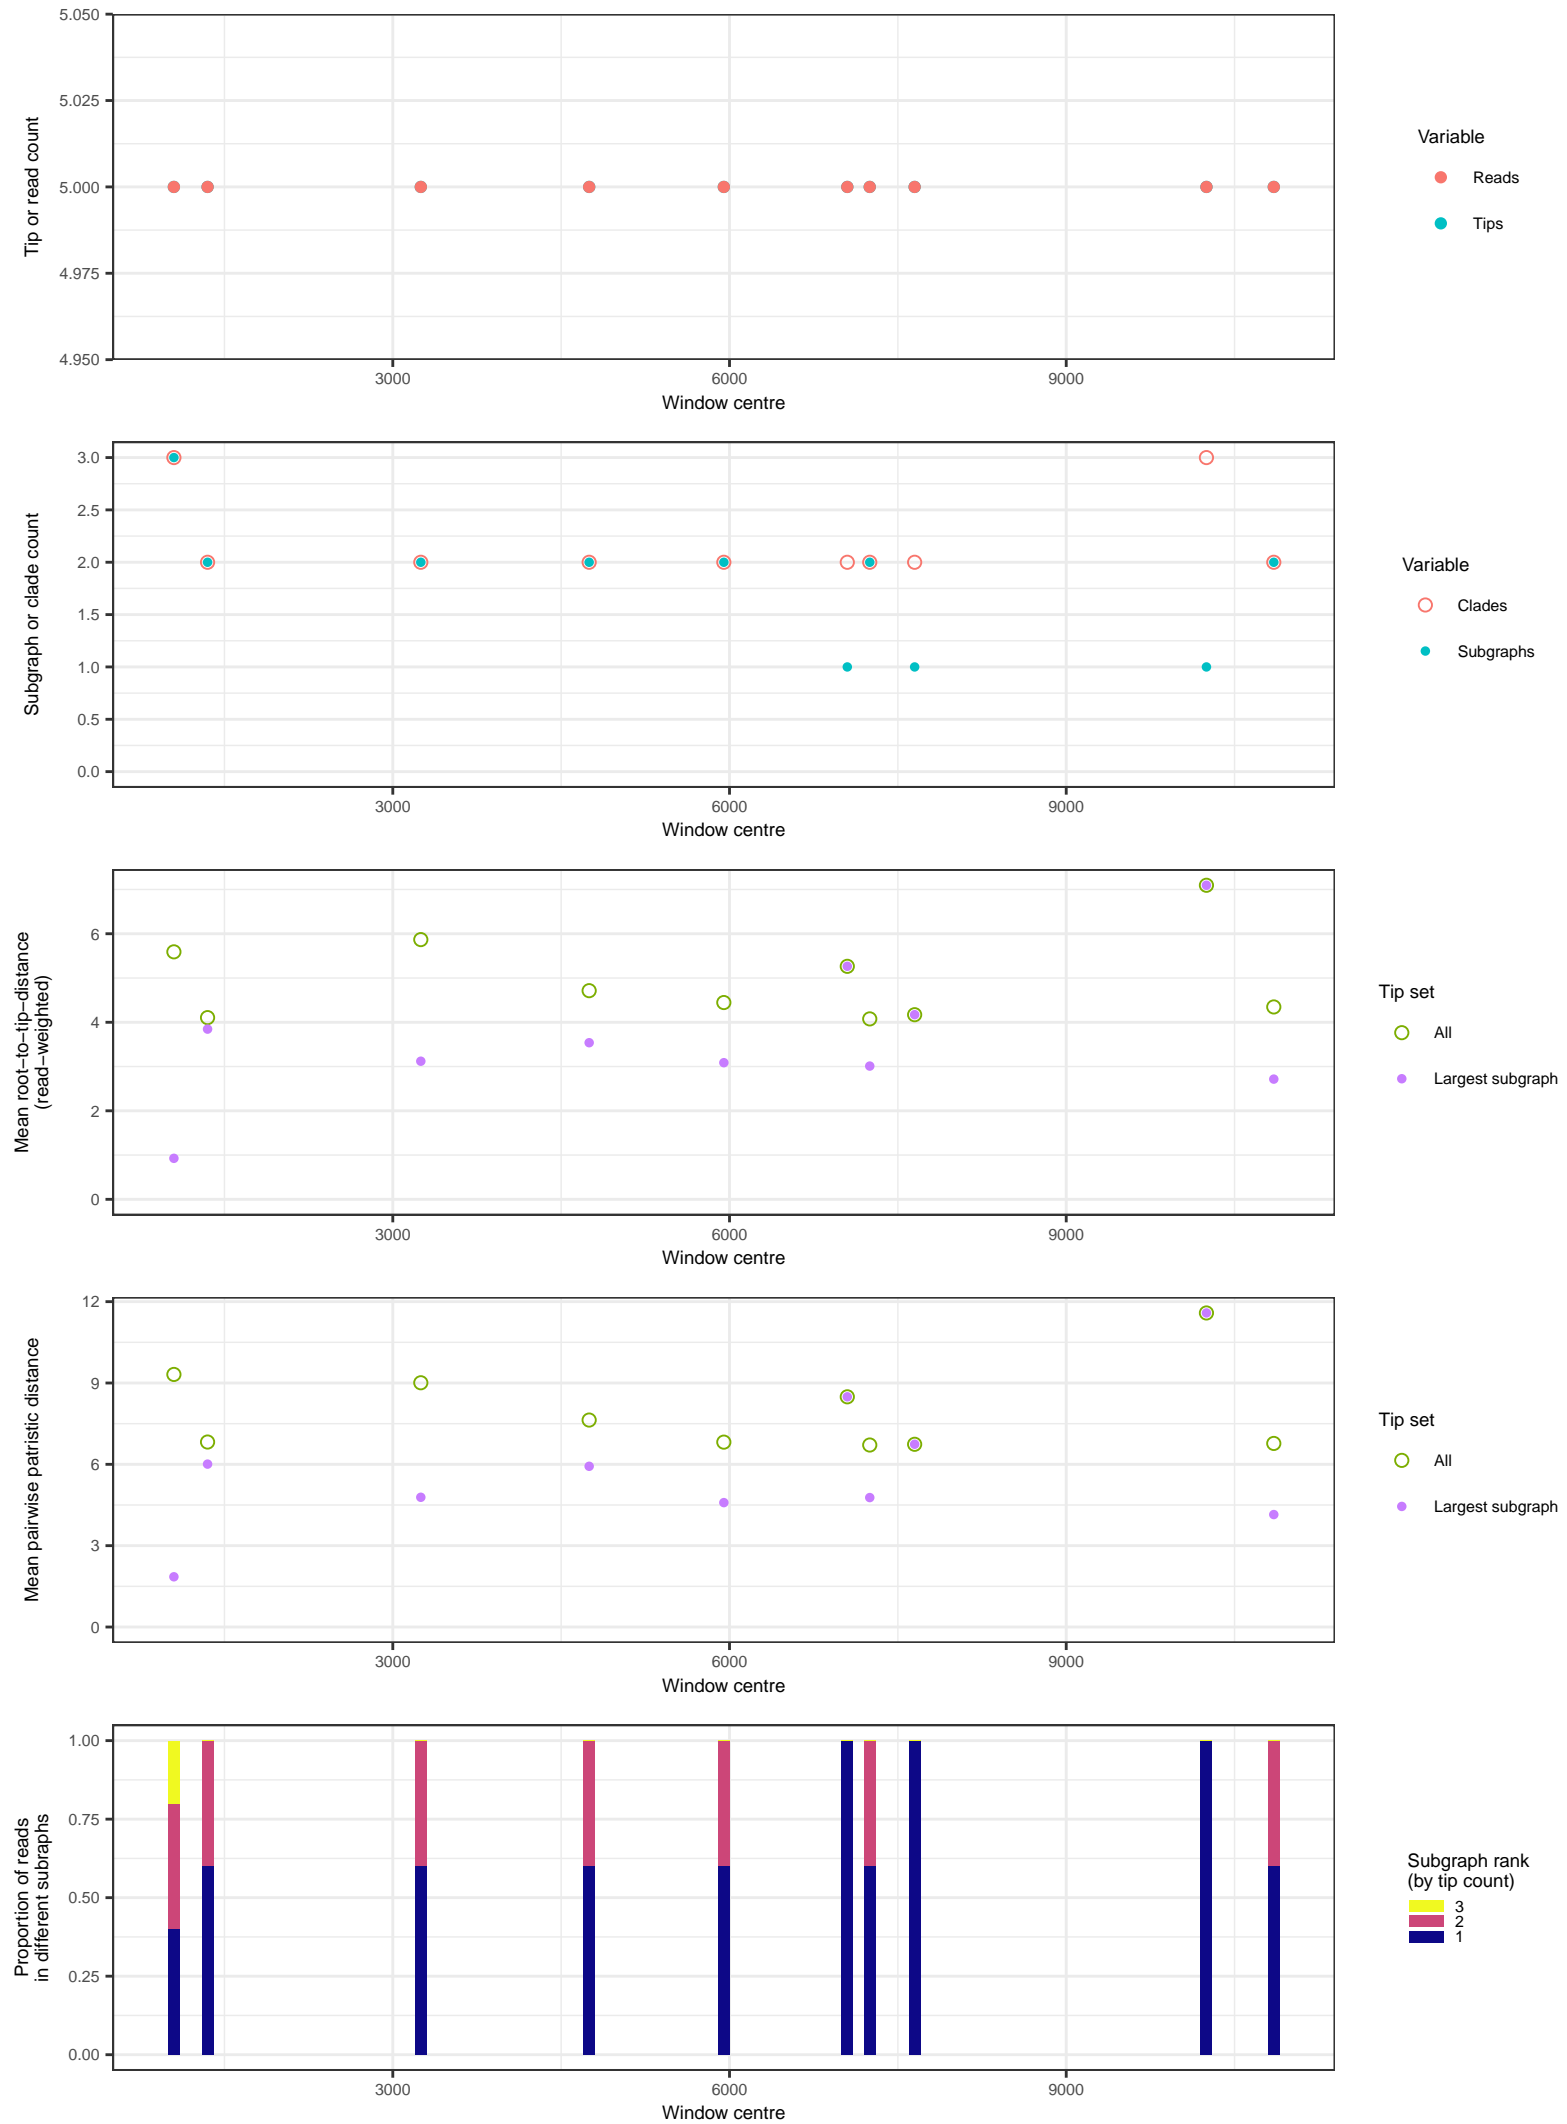 5.050
5.025
5.000
4.975
4.950
Tip or read count
3000 6000 9000
Window centre
Variable
Reads
Tips
3.0
2.5
2.0
1.5
1.0
0.5
0.0
Subgraph or clade count
3000 6000 9000
Window centre
Variable
Clades
Subgraphs
6
4
2
0
Mean root−to−tip−distance
(read−weighted)
3000 6000 9000
Window centre
Tip set
All
Largest subgraph
12
9
6
3
0
Mean pairwise patristic distance
3000 6000 9000
Window centre
Tip set
All
Largest subgraph
1.00
0.75
0.50
0.25
0.00
Proportion of reads
in different subraphs
3000 6000 9000
Window centre
Subgraph rank
(by tip count)
3
2
1